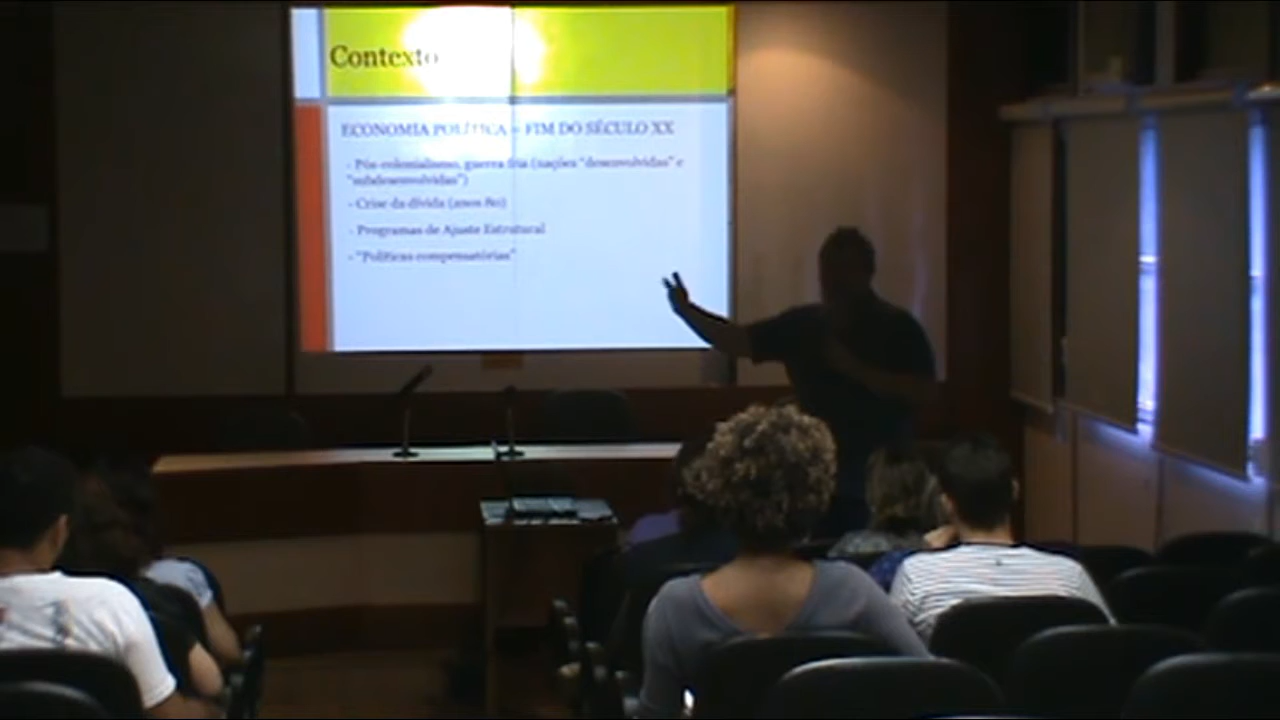 Contexto
ECONOMIA POLÍTICA – FIM DO SÉCULO XX
- Pós-colonialismo, guerra fria (nações "desenvolvidas" e
"subdesenvolvidas")
- Crise da dívida (anos 80)
- Programas de Ajuste Estrutural
- "Políticas compensatórias"